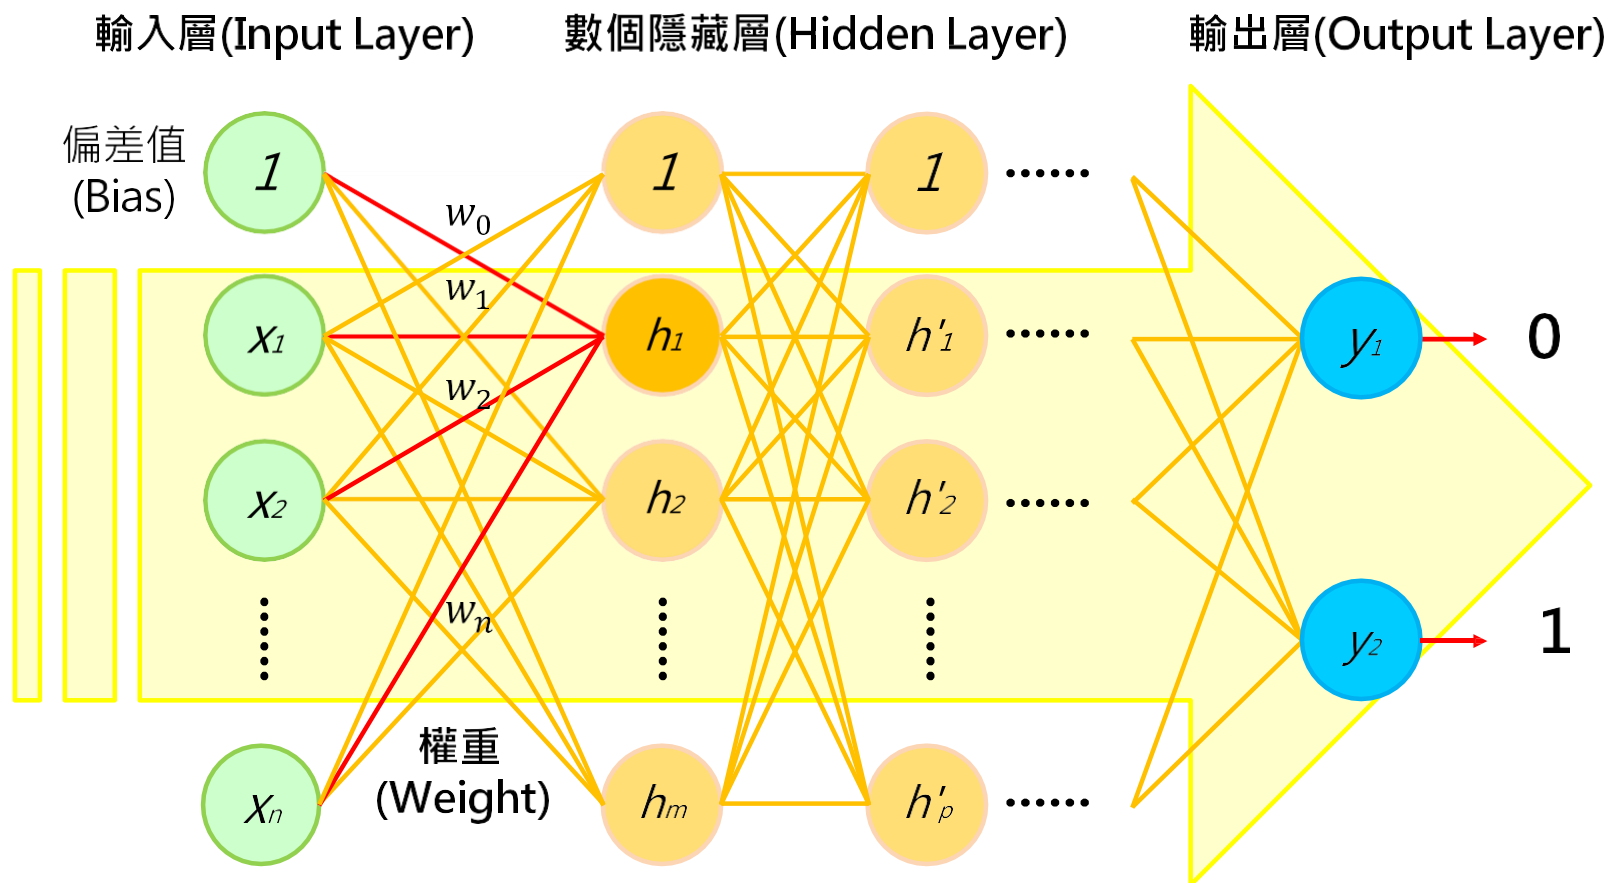 輸入層(Input Layer)
數個隱藏層(Hidden Layer)
輸出層(Output Layer)
偏差值
(Bias)
1
1
1
......
w₀
x₁
w₁
h₁
h'₁
......
y₁
0
x₂
w₂
h₂
h'₂
......
wₙ
y₂
1
權重
(Weight)
xₙ
hₘ
h'ₚ
......